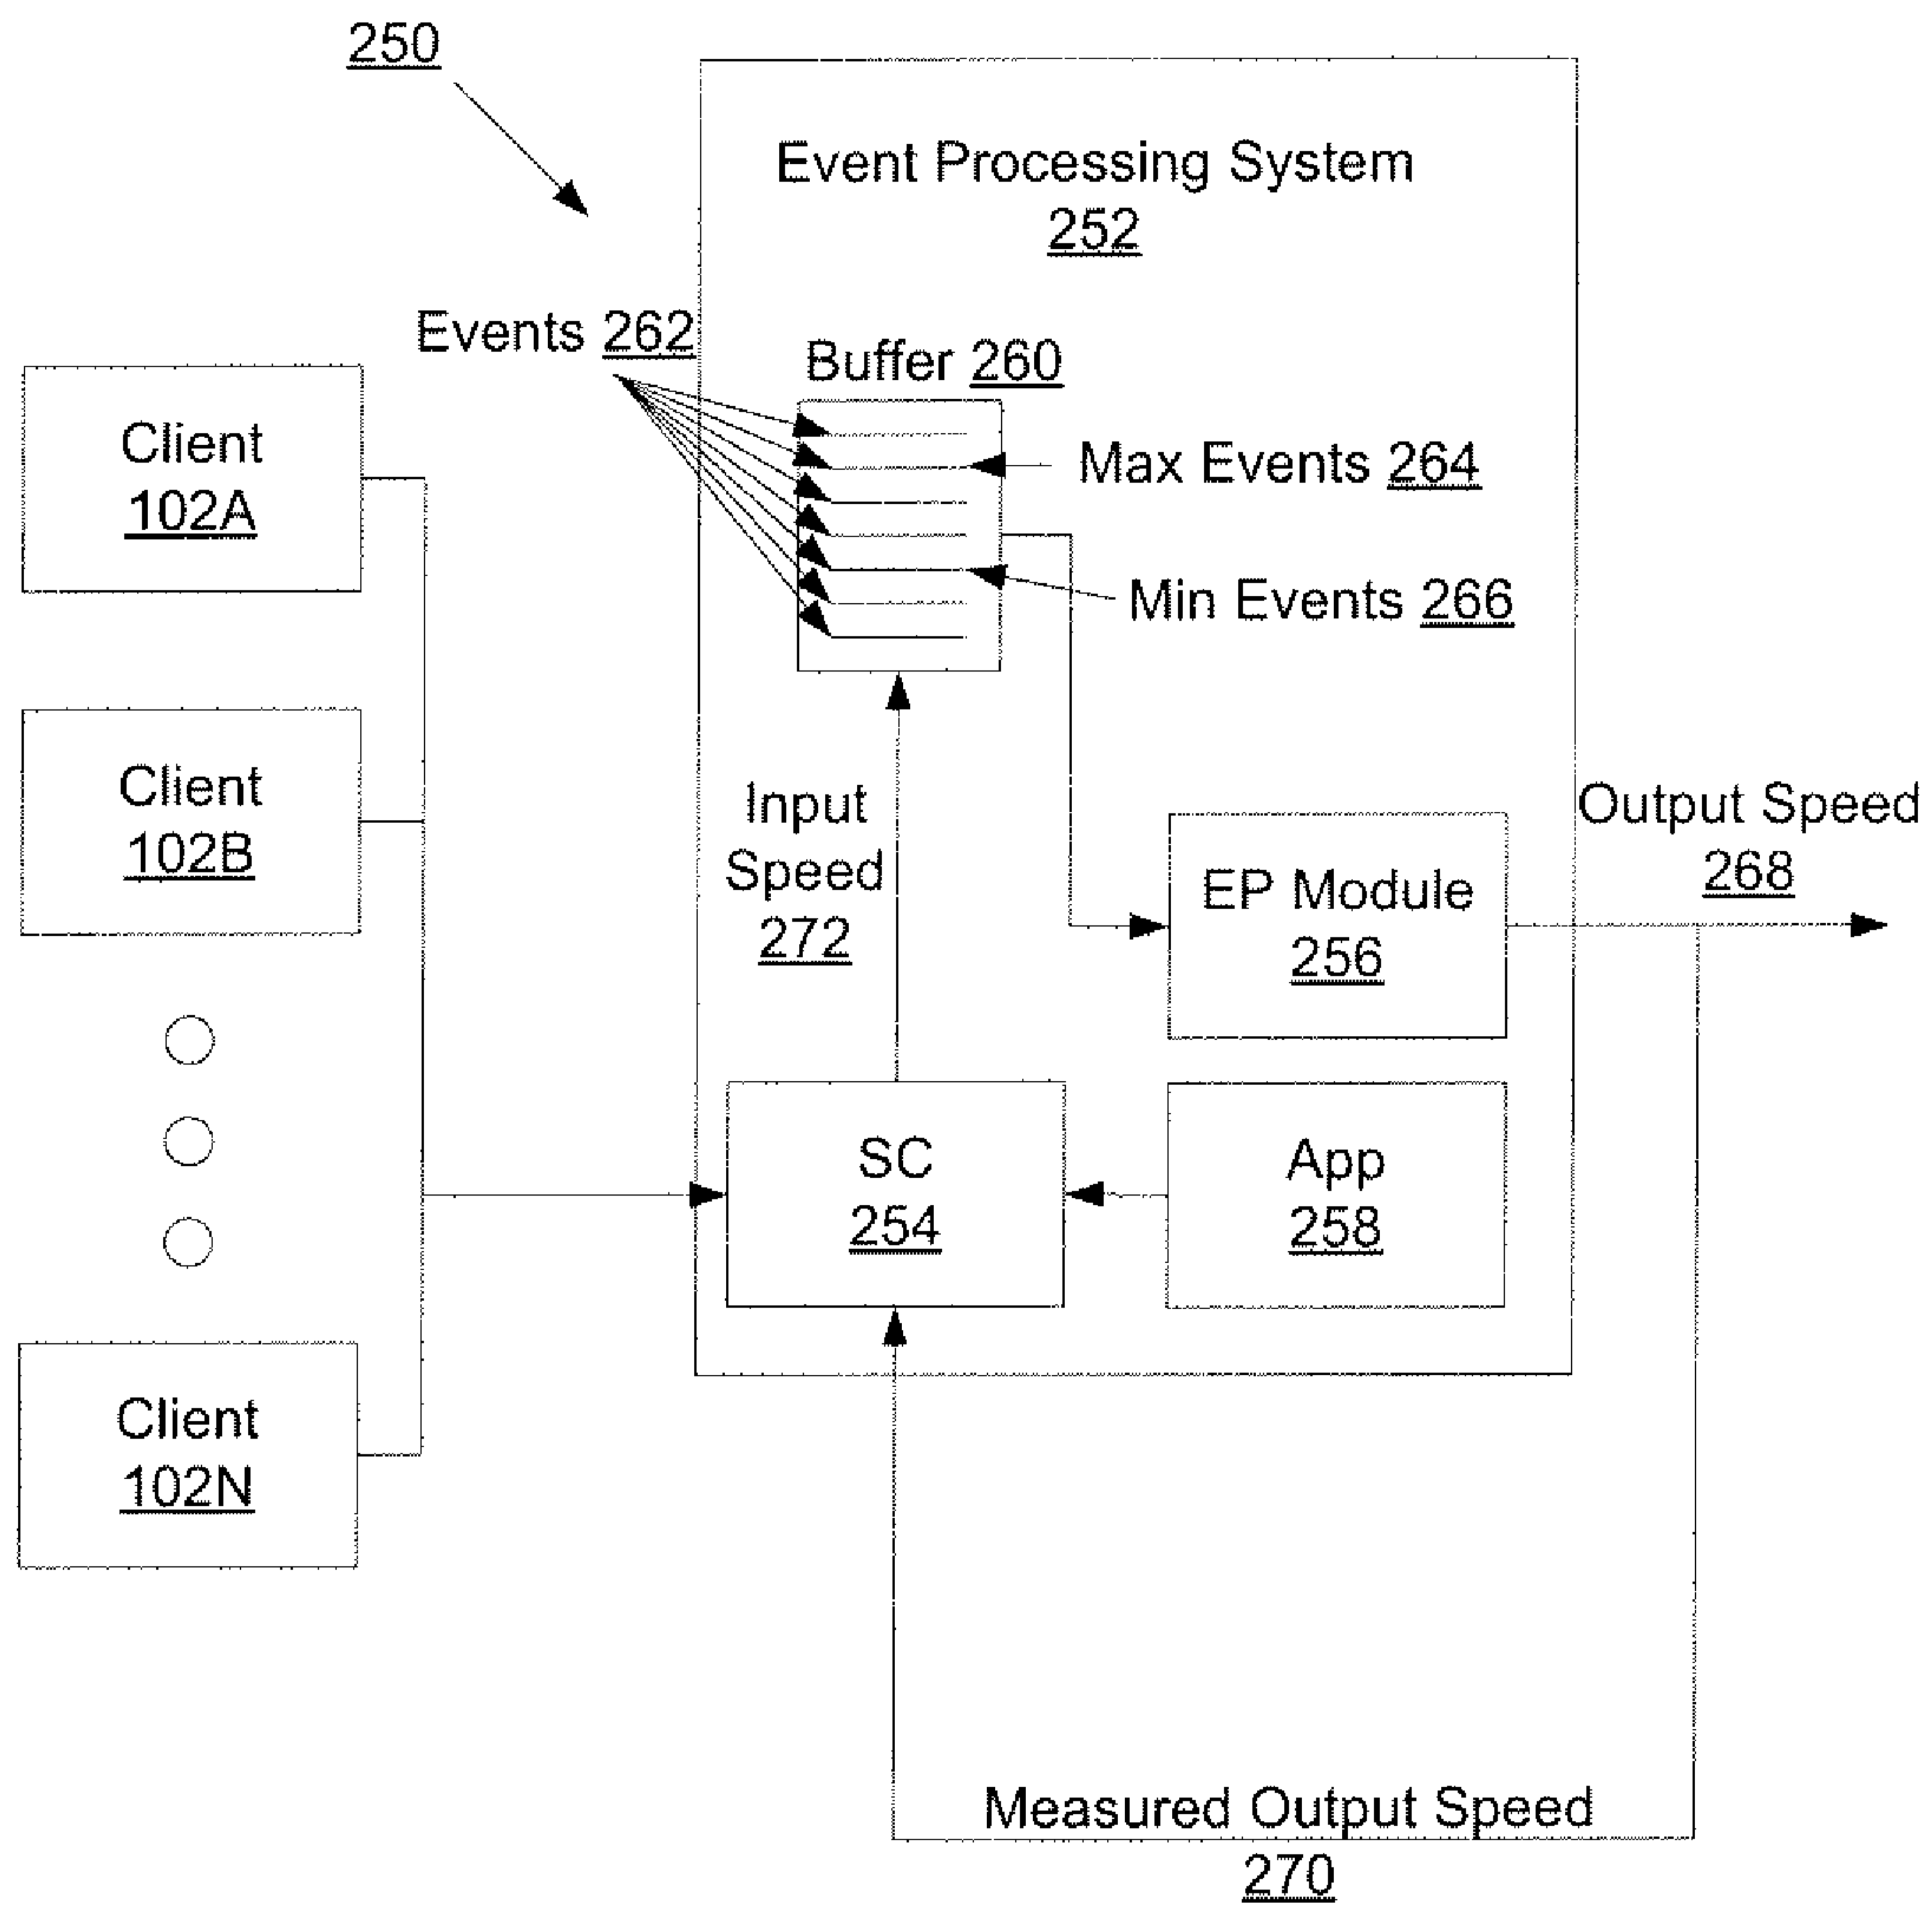 250
Event Processing System
252
Events 262
Buffer 260
Max Events 264
Min Events 266
Client
102A
Client
102B
Client
102N
Input
Speed
272
EP Module
256
Output Speed
268
SC
254
App
258
Measured Output Speed
270